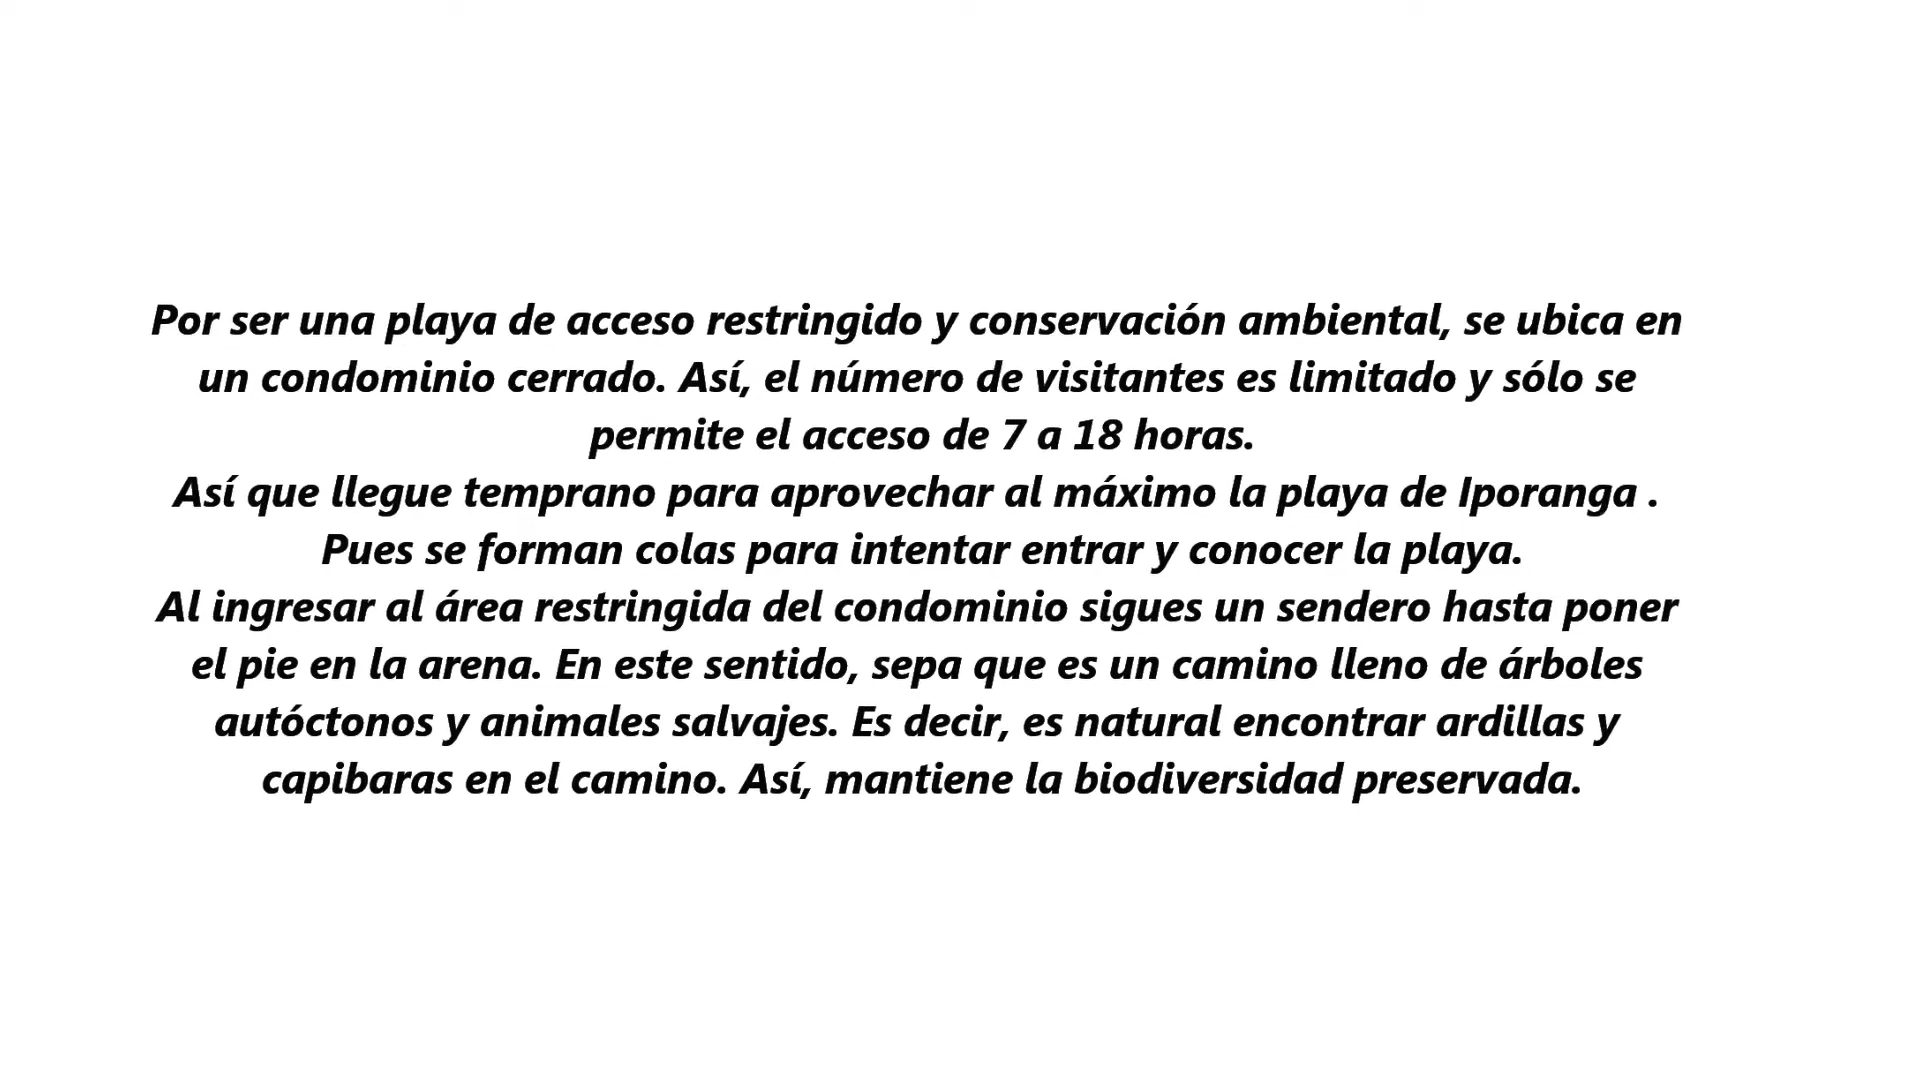 Por ser una playa de acceso restringido y conservación ambiental, se ubica en
un condominio cerrado. Así, el número de visitantes es limitado y sólo se
permite el acceso de 7 a 18 horas.
Así que llegue temprano para aprovechar al máximo la playa de Iporanga .
Pues se forman colas para intentar entrar y conocer la playa.
Al ingresar al área restringida del condominio sigues un sendero hasta poner
el pie en la arena. En este sentido, sepa que es un camino lleno de árboles
autóctonos y animales salvajes. Es decir, es natural encontrar ardillas y
capibaras en el camino. Así, mantiene la biodiversidad preservada.